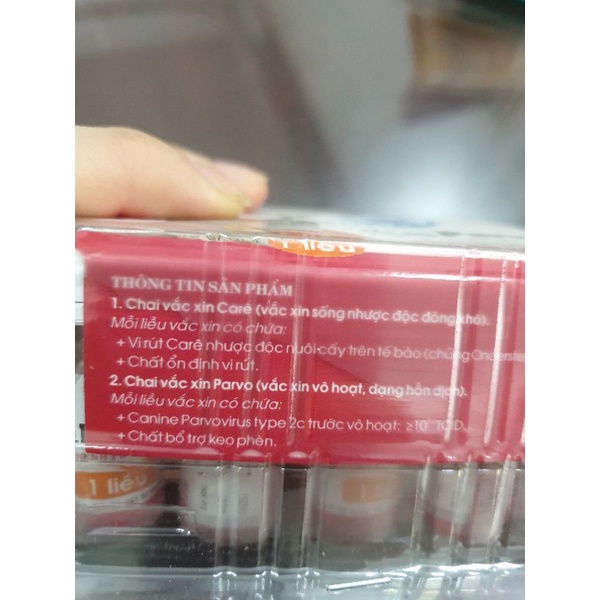 1 liều
THÔNG TIN SẢN PHẨM
1. Chai vắc xin Carê (vắc xin sống nhược độc đông khô).
Mỗi liều vắc xin có chứa:
+ Vi rút Carê nhược độc nuôi cấy trên tế bào (chủng Onderste
+ Chất ổn định vi rút.
2. Chai vắc xin Parvo (vắc xin vô hoạt, dạng hỗn dịch).
Mỗi liều vắc xin có chứa:
+ Canine Parvovirus type 2c trước vô hoạt: ≥10 TCID
+ Chất bổ trợ keo phèn.
1 liều